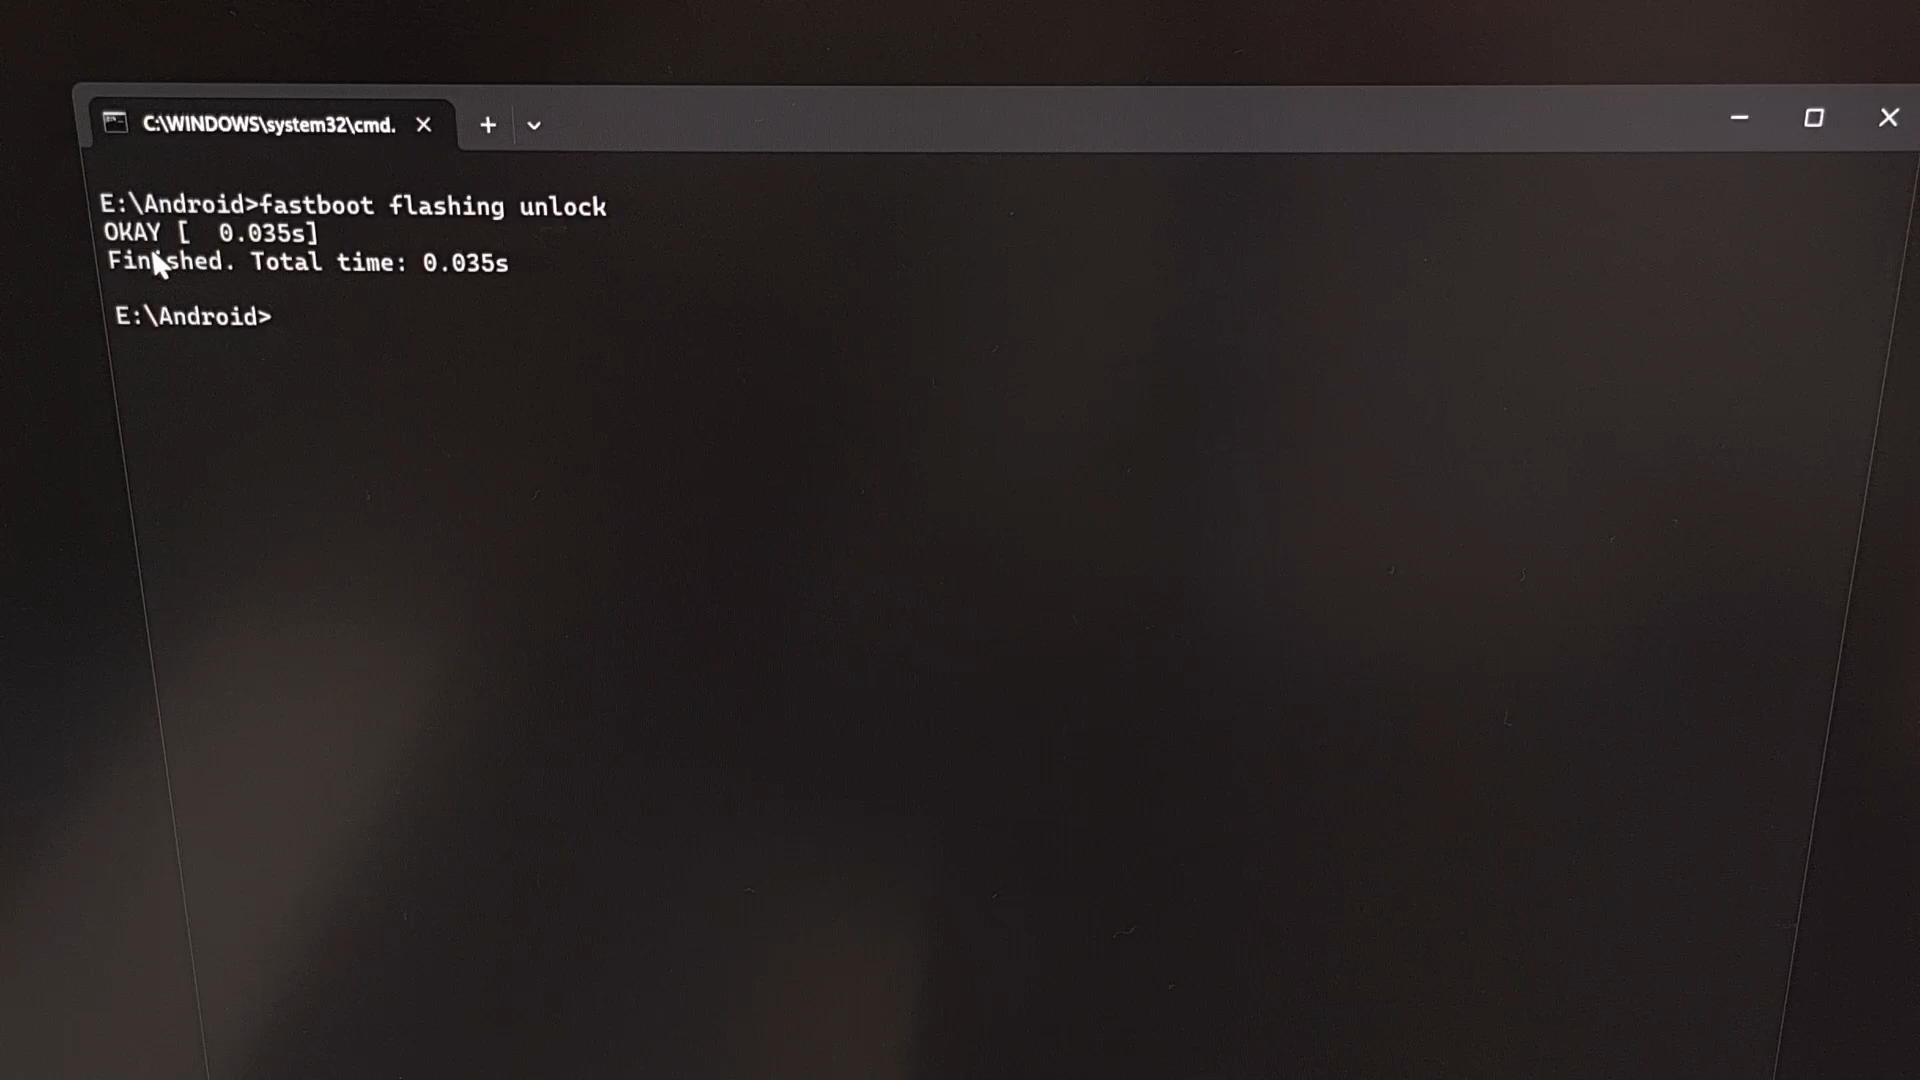 C:\WINDOWS\system32\cmd.
E:\Android>fastboot flashing unlock
OKAY [  0.035s]
Finished. Total time: 0.035s
E:\Android>